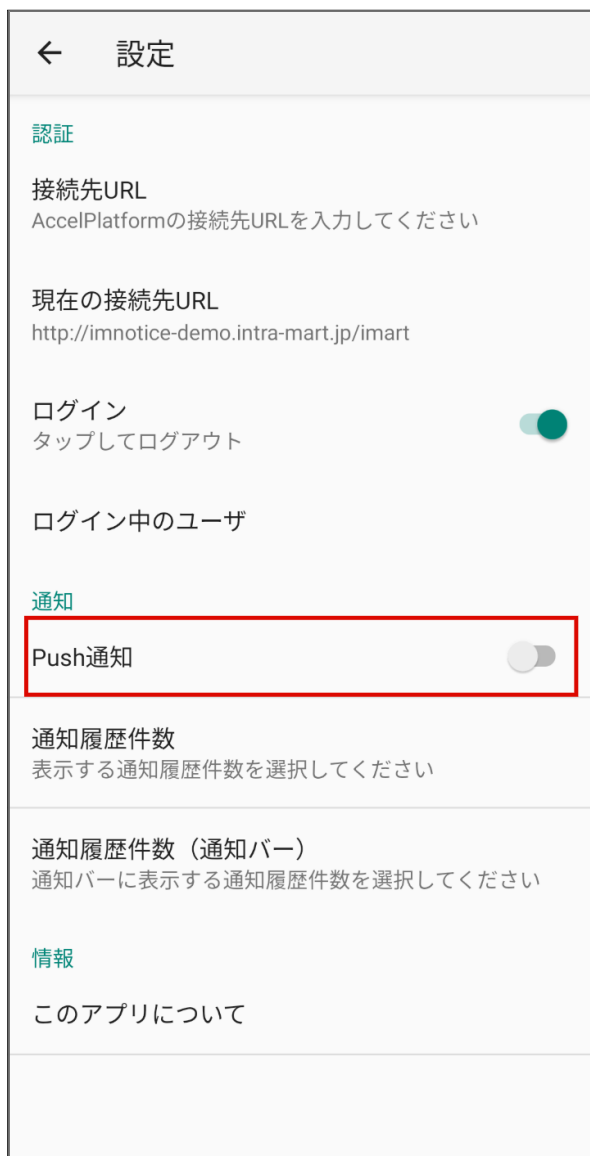 設定
認証
接続先URL
AccelPlatformの接続先URLを入力してください
現在の接続先URL
http://imnotice-demo.intra-mart.jp/imart
ログイン
タップしてログアウト
ログイン中のユーザ
通知
Push通知
通知履歴件数
表示する通知履歴件数を選択してください
通知履歴件数（通知バー）
通知バーに表示する通知履歴件数を選択してください
情報
このアプリについて